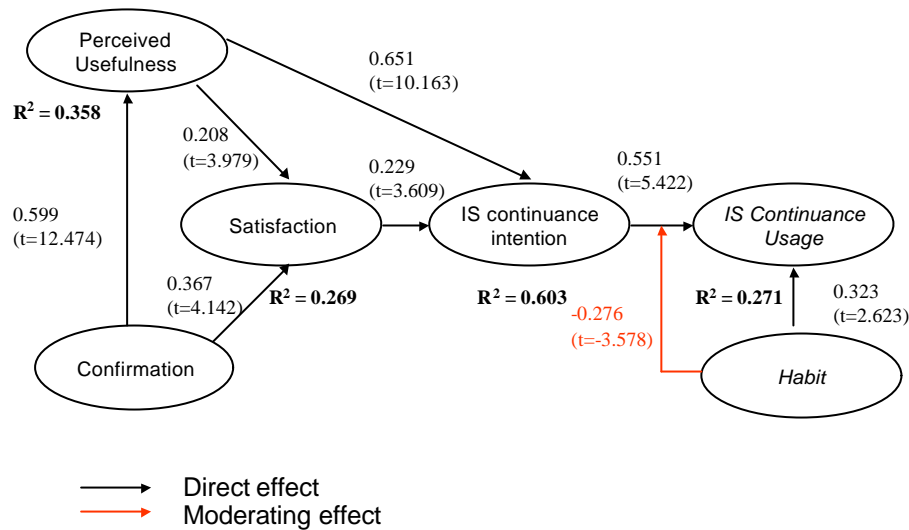 Perceived
Usefulness
0.651
(t=10.163)
R² = 0.358
0.208
(t=3.979)
0.229
(t=3.609)
0.551
(t=5.422)
0.599
(t=12.474)
Satisfaction
IS continuance
intention
IS Continuance
Usage
0.367
(t=4.142)
R² = 0.269
R² = 0.603
R² = 0.271
0.323
(t=2.623)
-0.276
(t=-3.578)
Confirmation
Habit
Direct effect
Moderating effect